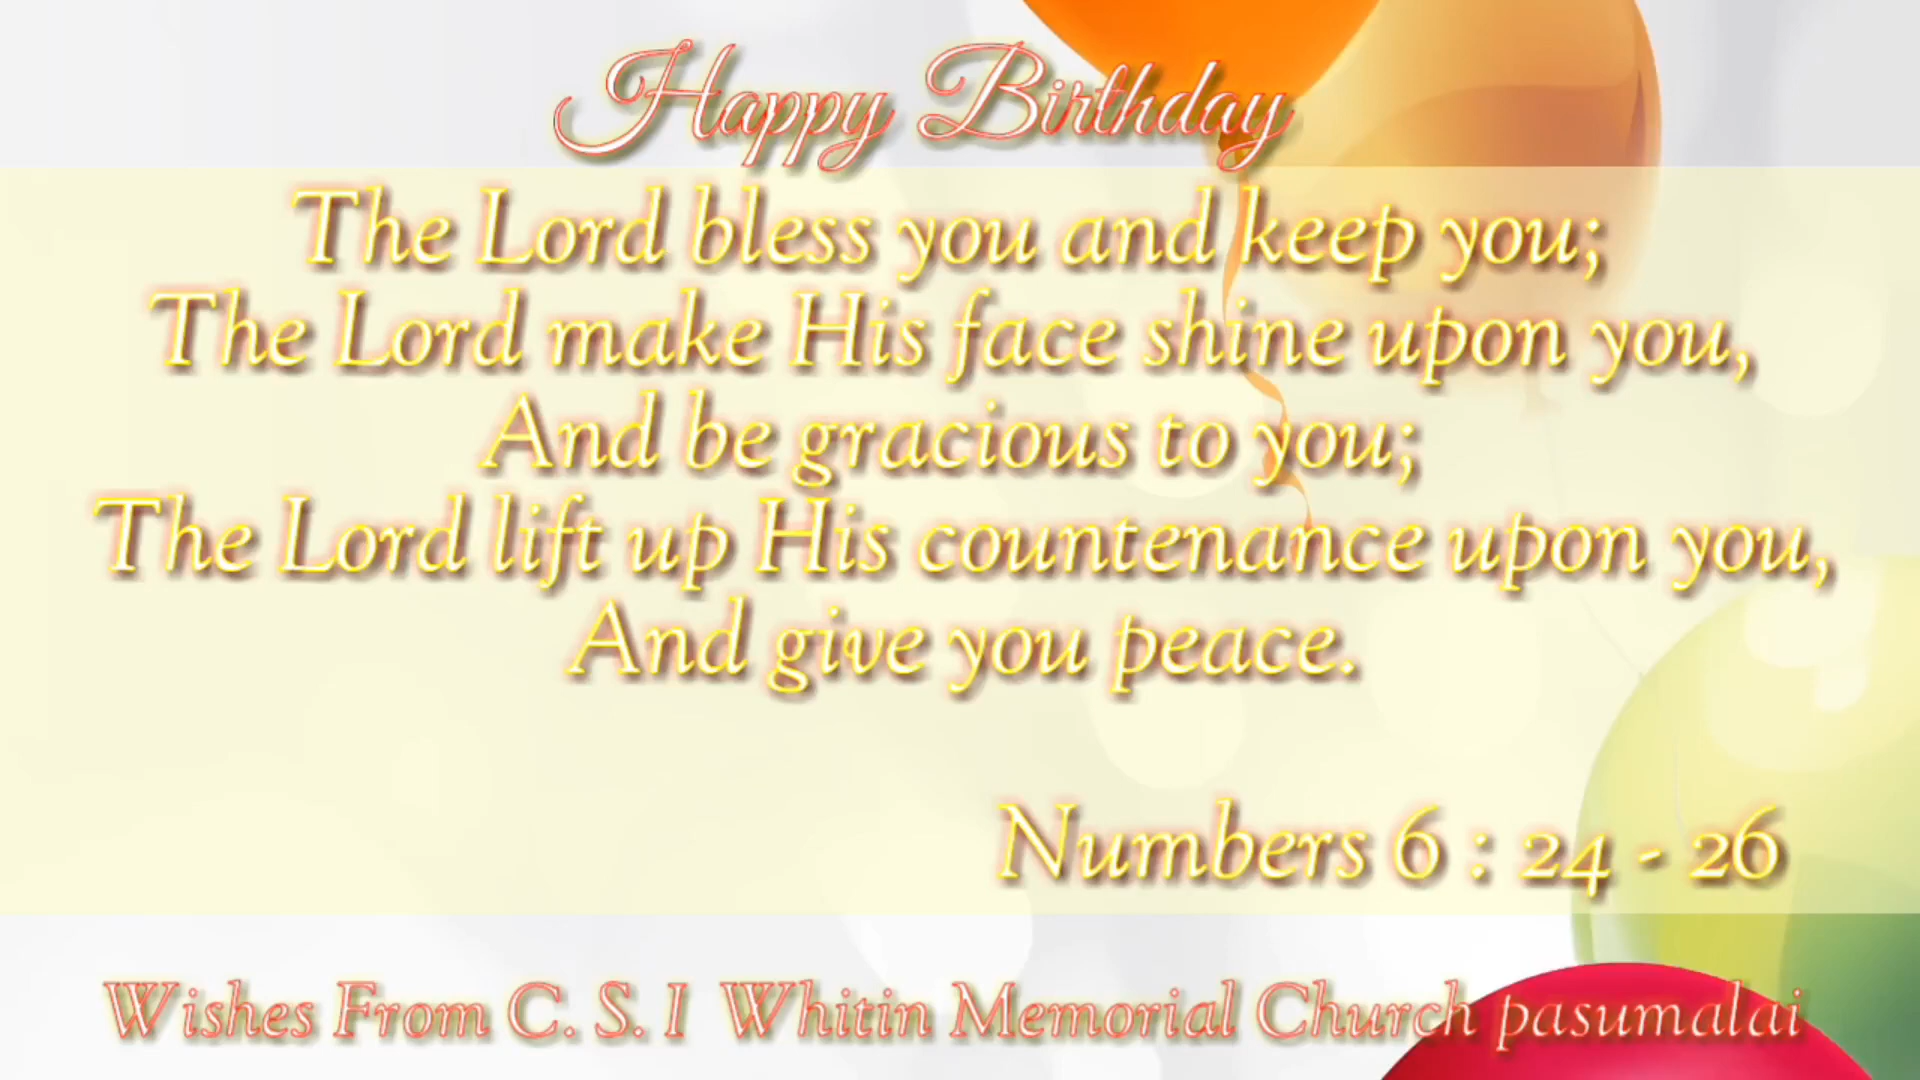 Happy Birthday
The Lord bless you and keep you;
The Lord make His face shine upon you,
And be gracious to you;
The Lord lift up His countenance upon you,
And give you peace.
Numbers 6 : 24 - 26
Wishes From C. S. I Whitin Memorial Church pasumalai